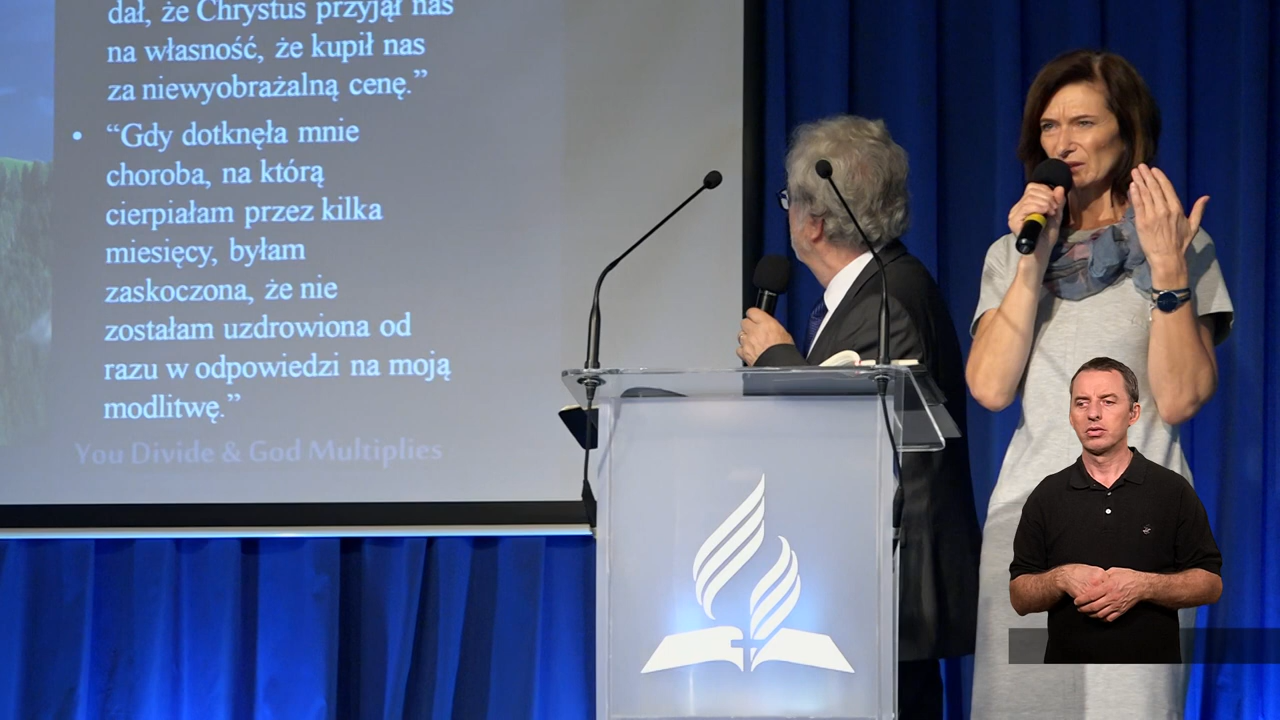 dał, że Chrystus przyjął nas
na własność, że kupił nas
za niewyobrażalną cenę.”
• “Gdy dotknęła mnie
choroba, na którą
cierpiałam przez kilka
miesięcy, byłam
zaskoczona, że nie
zostałam uzdrowiona od
razu w odpowiedzi na moją
modlitwę.”
You Divide & God Multiplies